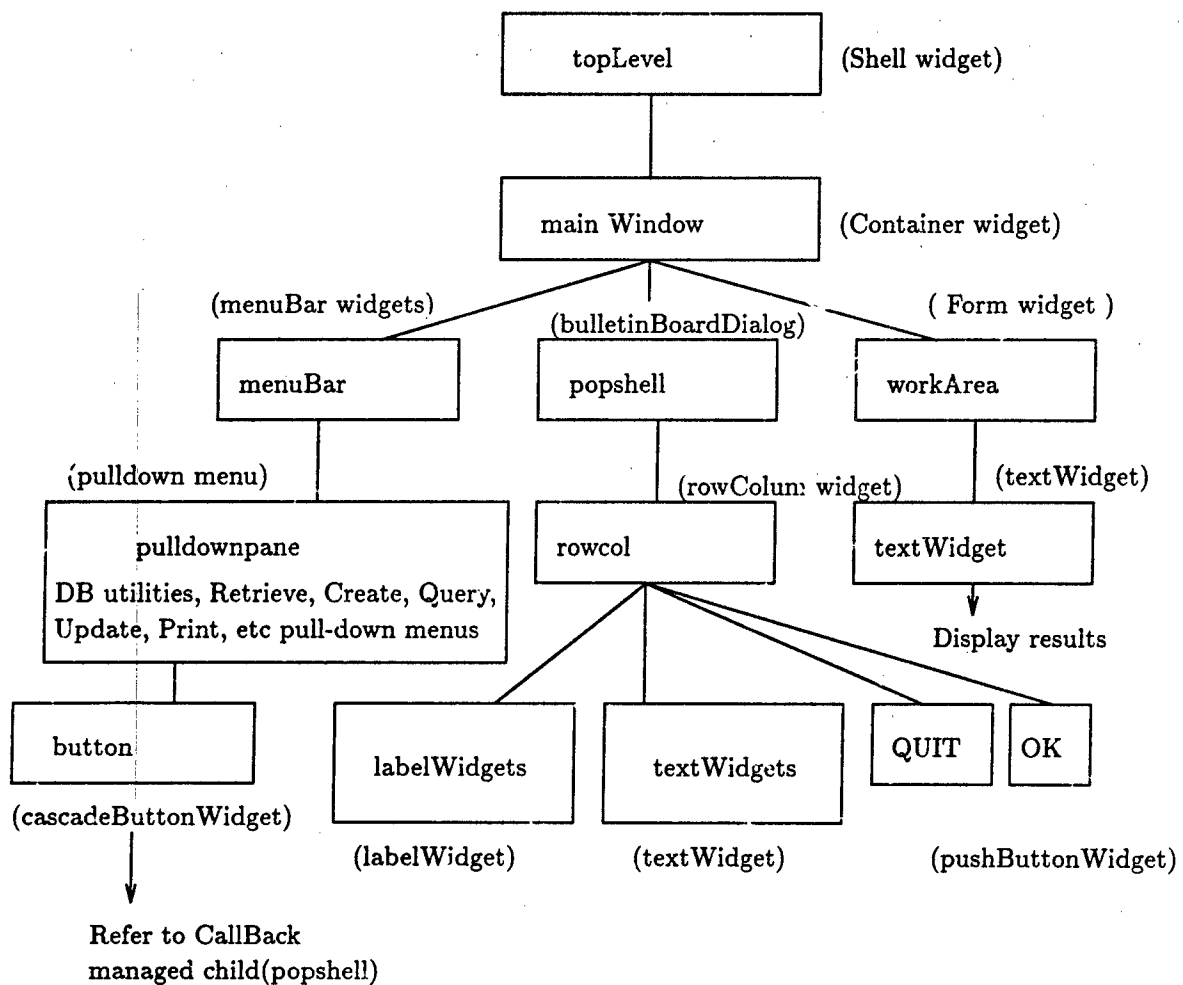 topLevel
(Shell widget)
main Window
(Container widget)
(menuBar widgets)
(bulletinBoardDialog)
( Form widget )
menuBar
popshell
workArea
(pulldown menu)
(rowColumn widget)
(textWidget)
pulldownpane
DB utilities, Retrieve, Create, Query,
Update, Print, etc pull-down menus
rowcol
textWidget
Display results
button
labelWidgets
textWidgets
QUIT
OK
(cascadeButtonWidget)
(labelWidget)
(textWidget)
(pushButtonWidget)
Refer to CallBack
managed child(popshell)